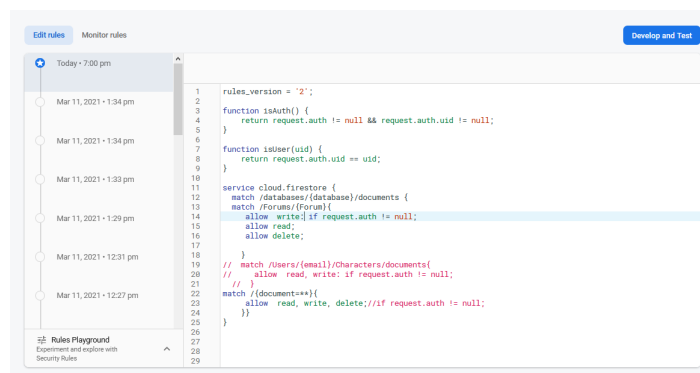 Edit rules
Monitor rules
Develop and Test
Today • 7:00 pm
Mar 11, 2021 • 1:34 pm
Mar 11, 2021 • 1:34 pm
Mar 11, 2021 • 1:33 pm
Mar 11, 2021 • 1:29 pm
Mar 11, 2021 • 12:31 pm
Mar 11, 2021 • 12:27 pm
Rules Playground
Experiment and explore with
Security Rules
1 rules_version = '2';
2
3 function isAuth() {
4 return request.auth != null && request.auth.uid != null;
5 }
6
7 function isUser(uid) {
8 return request.auth.uid == uid;
9 }
10
11 service cloud.firestore {
12 match /databases/{database}/documents {
13 match /Forums/{Forum}{
14 allow write: if request.auth != null;
15 allow read;
16 allow delete;
17
18 }
19 // match /Users/{email}/Characters/documents{
20 // allow read, write: if request.auth != null;
21 // }
22 match /{document=**}{
23 allow read, write, delete;//if request.auth != null;
24 }}
25 }
26
27
28
29